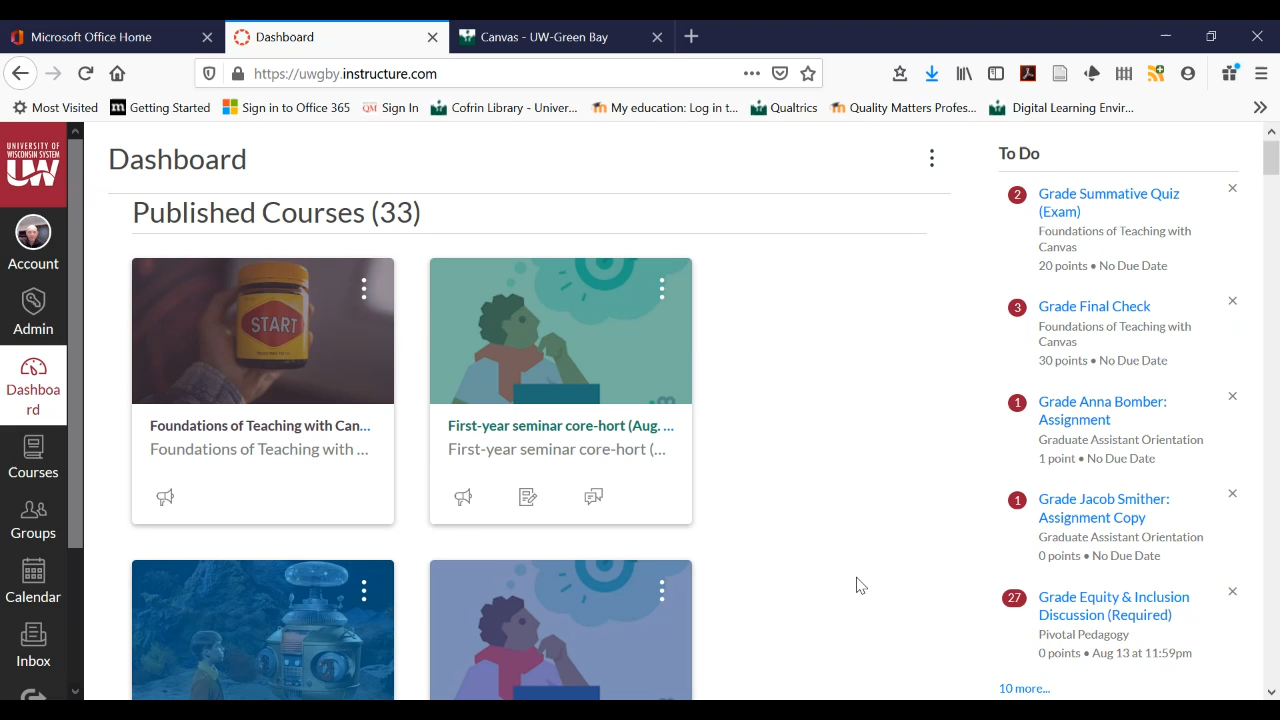 Microsoft Office Home
Dashboard
Canvas - UW-Green Bay
https://uwgby.instructure.com
Most Visited
Getting Started
Sign in to Office 365
QM Sign In
Cofrin Library - Univer...
My education: Log in t...
Qualtrics
Quality Matters Profes...
Digital Learning Envir...
UNIVERSITY OF
WISCONSIN SYSTEM
UW
Account
Admin
Dashboa
rd
Courses
Groups
Calendar
Inbox
Dashboard
Published Courses (33)
START
Foundations of Teaching with Can...
Foundations of Teaching with ...
First-year seminar core-hort (Aug. ...
First-year seminar core-hort (...
To Do
2 Grade Summative Quiz
(Exam)
Foundations of Teaching with
Canvas
20 points • No Due Date
3 Grade Final Check
Foundations of Teaching with
Canvas
30 points • No Due Date
1 Grade Anna Bomber:
Assignment
Graduate Assistant Orientation
1 point • No Due Date
1 Grade Jacob Smither:
Assignment Copy
Graduate Assistant Orientation
0 points • No Due Date
27 Grade Equity & Inclusion
Discussion (Required)
Pivotal Pedagogy
0 points • Aug 13 at 11:59pm
10 more...